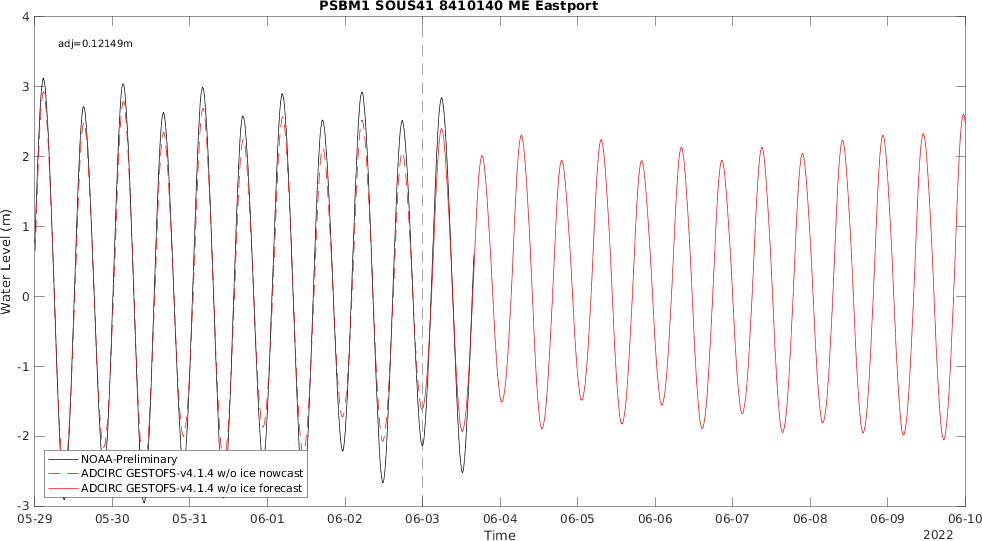 PSBM1 SOUS41 8410140 ME Eastport
adj=0.12149m
4
3
2
1
0
-1
-2
-3
Water Level (m)
NOAA-Preliminary
ADCIRC GESTOFS-v4.1.4 w/o ice nowcast
ADCIRC GESTOFS-v4.1.4 w/o ice forecast
05-29 05-30 05-31 06-01 06-02 06-03 06-04 06-05 06-06 06-07 06-08 06-09 06-10
Time
2022